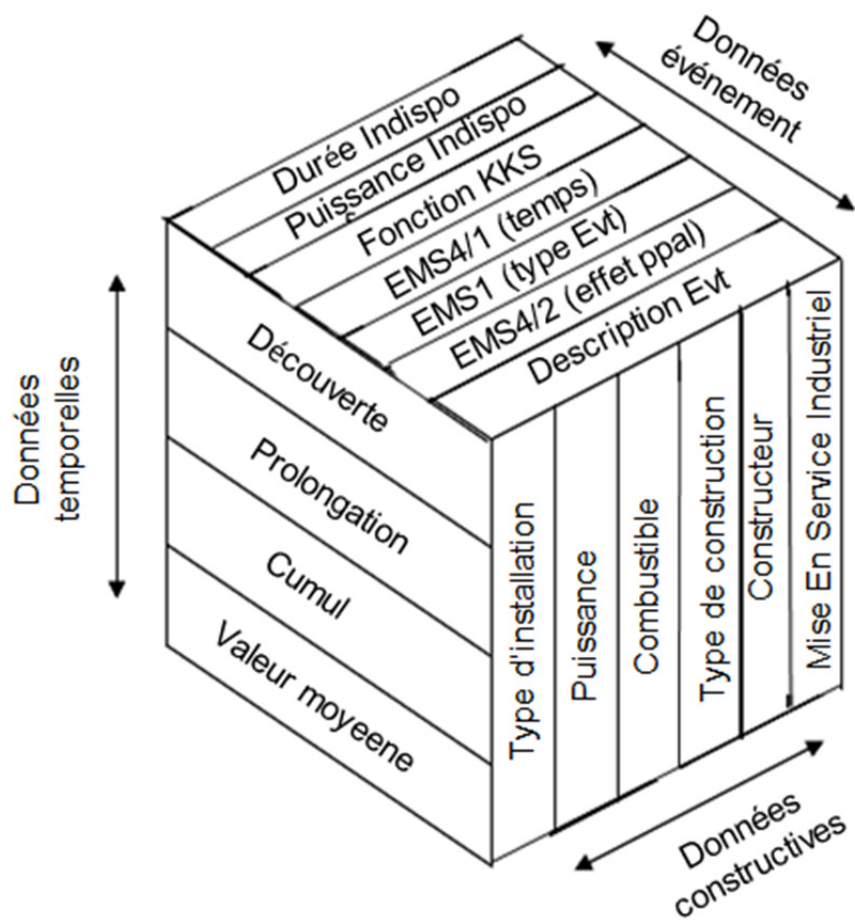 Données
événement
Durée Indispo
Puissance Indispo
Fonction KKS
EMS4/1 (temps)
EMS1 (type Evt)
EMS4/2 (effet ppal)
Description Evt
Données
temporelles
Découverte
Prolongation
Cumul
Valeur moyeene
Type d'installation
Puissance
Combustible
Type de construction
Constructeur
Mise En Service Industriel
Données
constructives